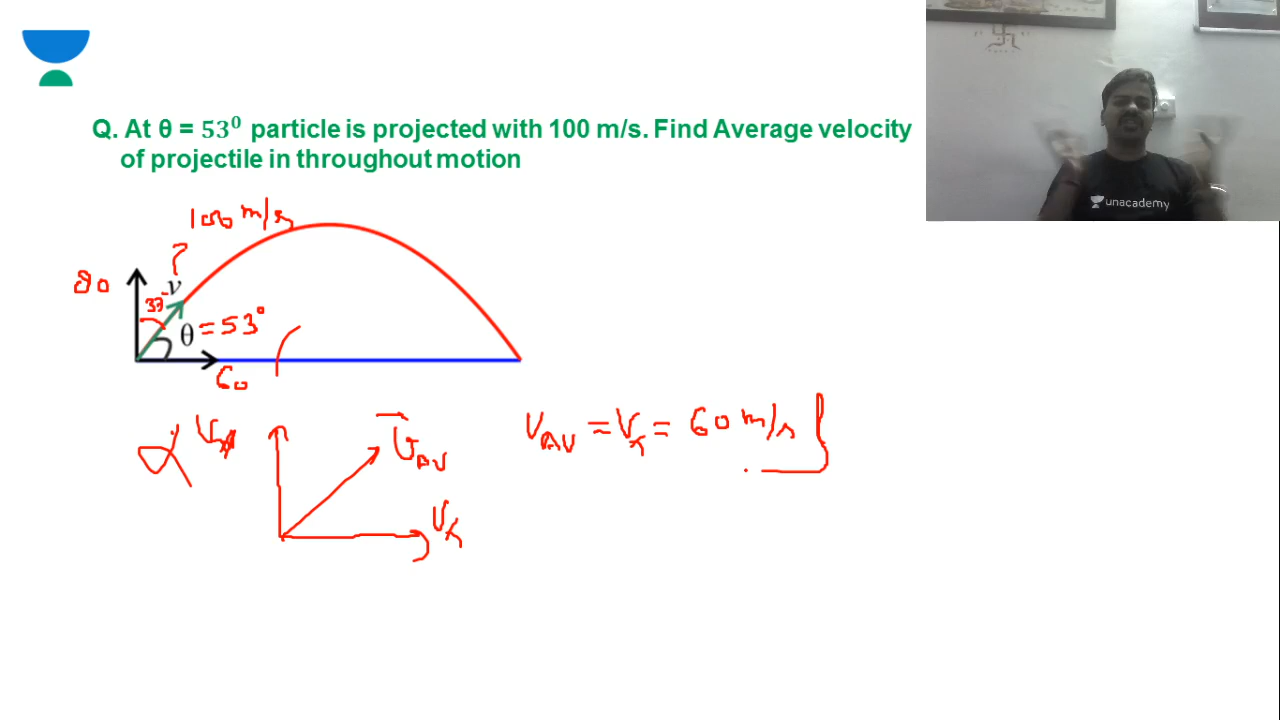 Q. At θ = 53⁰ particle is projected with 100 m/s. Find Average velocity
of projectile in throughout motion
unacademy
100 m/s
?
80
v
37°
θ = 53°
60
α
V_AV
V_x
V_AV = V_x = 60 m/s